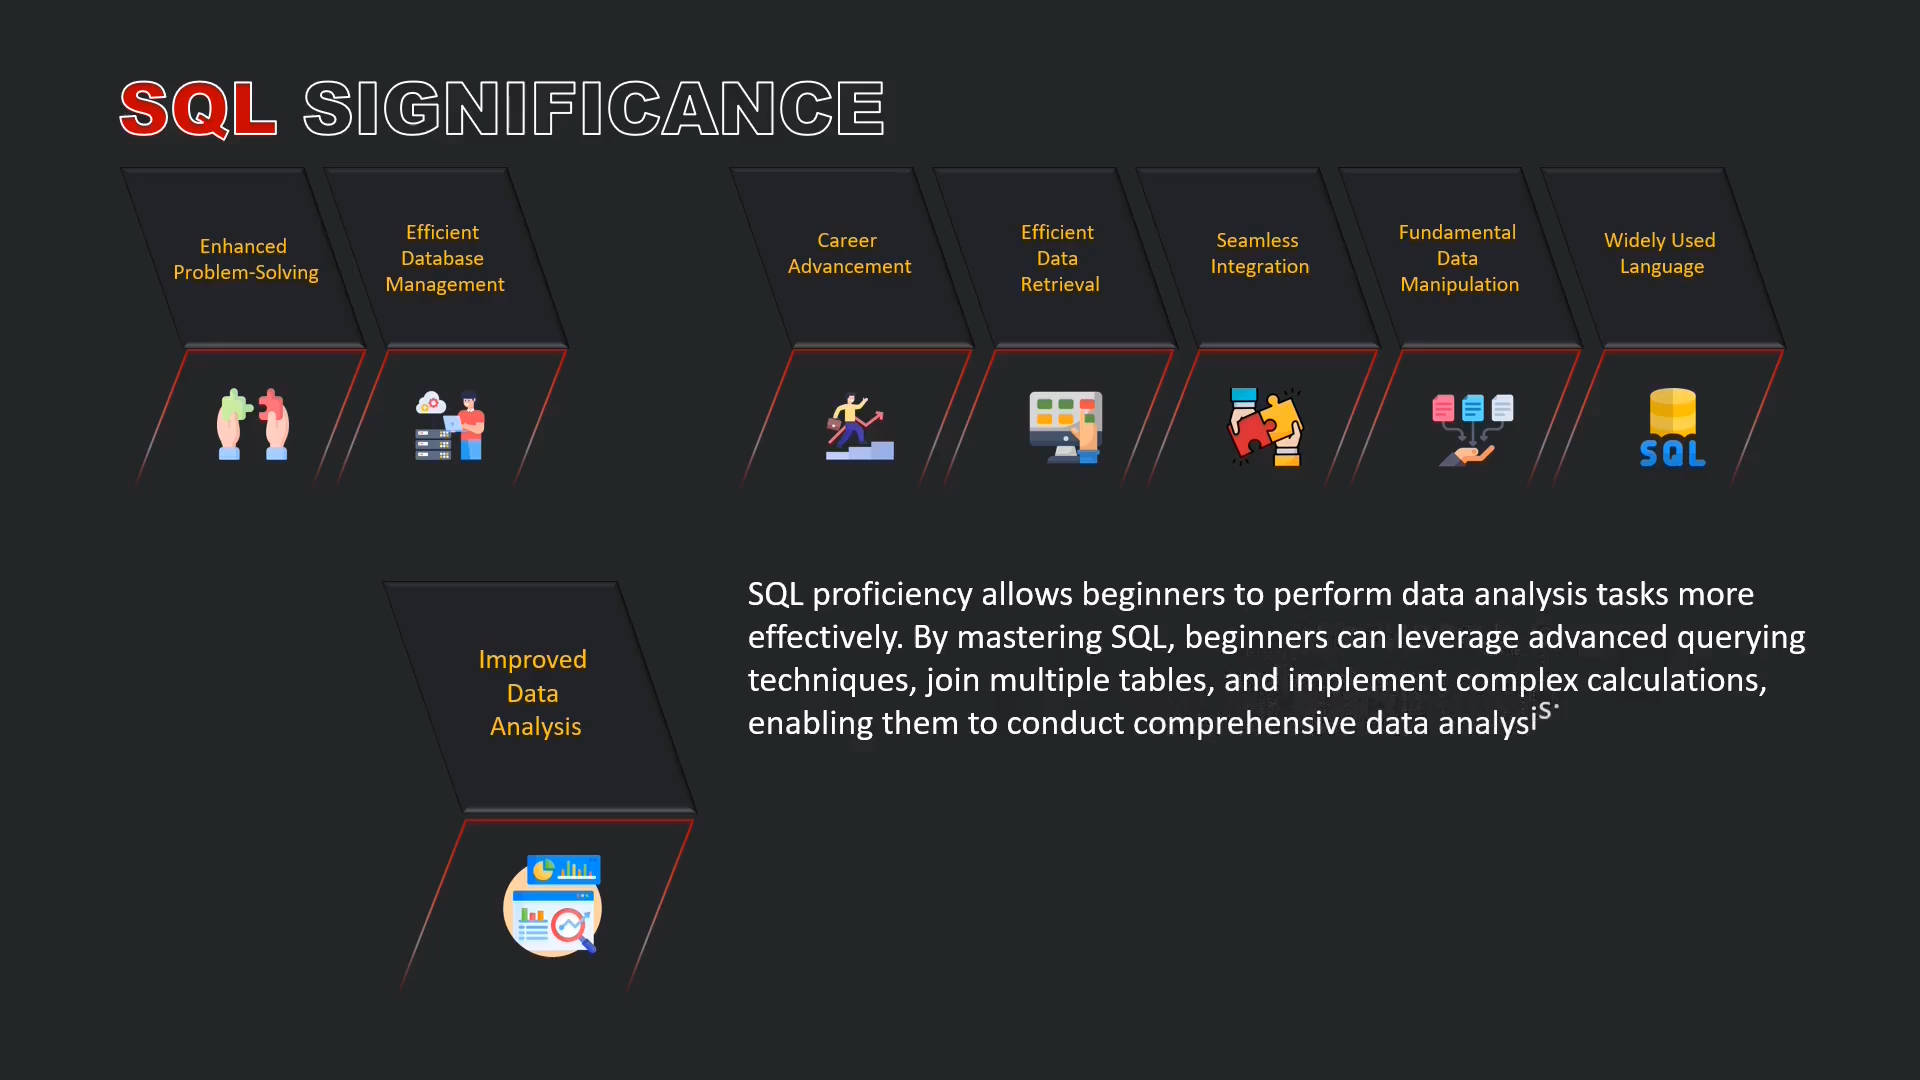 SQL SIGNIFICANCE
Enhanced
Problem-Solving
Efficient
Database
Management
Career
Advancement
Efficient
Data
Retrieval
Seamless
Integration
Fundamental
Data
Manipulation
Widely Used
Language
SQL
Improved
Data
Analysis
SQL proficiency allows beginners to perform data analysis tasks more
effectively. By mastering SQL, beginners can leverage advanced querying
techniques, join multiple tables, and implement complex calculations,
enabling them to conduct comprehensive data analysis.